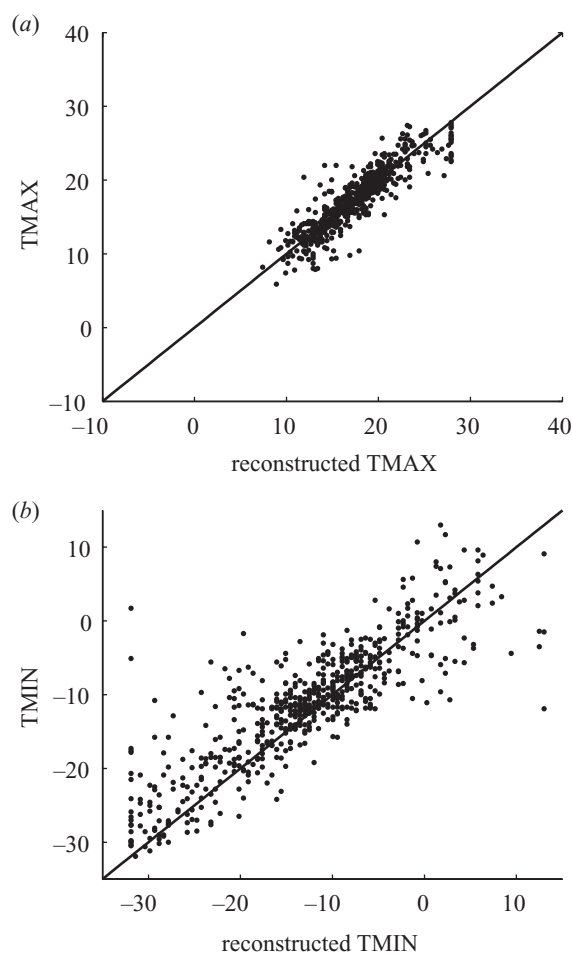 (a)
40
30
20
10
0
–10
TMAX
–10 0 10 20 30 40
reconstructed TMAX
(b)
10
0
–10
–20
–30
TMIN
–30 –20 –10 0 10
reconstructed TMIN